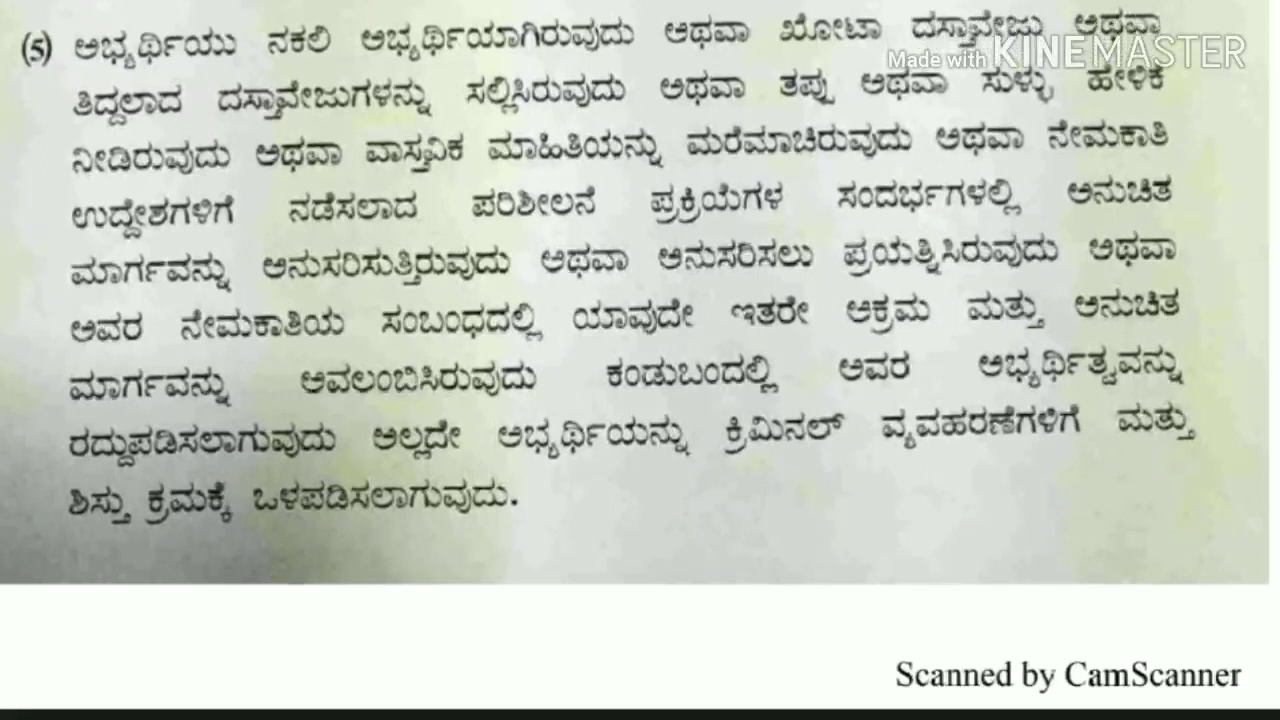 (5) ಅಭ್ಯರ್ಥಿಯು ನಕಲಿ ಅಭ್ಯರ್ಥಿಯಾಗಿರುವುದು ಅಥವಾ ಖೋಟಾ ದಸ್ತಾವೇಜು ಅಥವಾ
Made with KINEMASTER
ತಿದ್ದಲಾದ ದಸ್ತಾವೇಜುಗಳನ್ನು ಸಲ್ಲಿಸಿರುವುದು ಅಥವಾ ತಪ್ಪು ಅಥವಾ ಸುಳ್ಳು ಹೇಳಿಕೆ
ನೀಡಿರುವುದು ಅಥವಾ ವಾಸ್ತವಿಕ ಮಾಹಿತಿಯನ್ನು ಮರೆಮಾಚಿರುವುದು ಅಥವಾ ನೇಮಕಾತಿ
ಉದ್ದೇಶಗಳಿಗೆ ನಡೆಸಲಾದ ಪರಿಶೀಲನೆ ಪ್ರಕ್ರಿಯೆಗಳ ಸಂದರ್ಭಗಳಲ್ಲಿ ಅನುಚಿತ
ಮಾರ್ಗವನ್ನು ಅನುಸರಿಸುತ್ತಿರುವುದು ಅಥವಾ ಅನುಸರಿಸಲು ಪ್ರಯತ್ನಿಸಿರುವುದು ಅಥವಾ
ಅವರ ನೇಮಕಾತಿಯ ಸಂಬಂಧದಲ್ಲಿ ಯಾವುದೇ ಇತರೇ ಅಕ್ರಮ ಮತ್ತು ಅನುಚಿತ
ಮಾರ್ಗವನ್ನು ಅವಲಂಬಿಸಿರುವುದು ಕಂಡುಬಂದಲ್ಲಿ ಅವರ ಅಭ್ಯರ್ಥಿತ್ವವನ್ನು
ರದ್ದುಪಡಿಸಲಾಗುವುದು ಅಲ್ಲದೇ ಅಭ್ಯರ್ಥಿಯನ್ನು ಕ್ರಿಮಿನಲ್ ವ್ಯವಹರಣೆಗಳಿಗೆ ಮತ್ತು
ಶಿಸ್ತು ಕ್ರಮಕ್ಕೆ ಒಳಪಡಿಸಲಾಗುವುದು.
Scanned by CamScanner